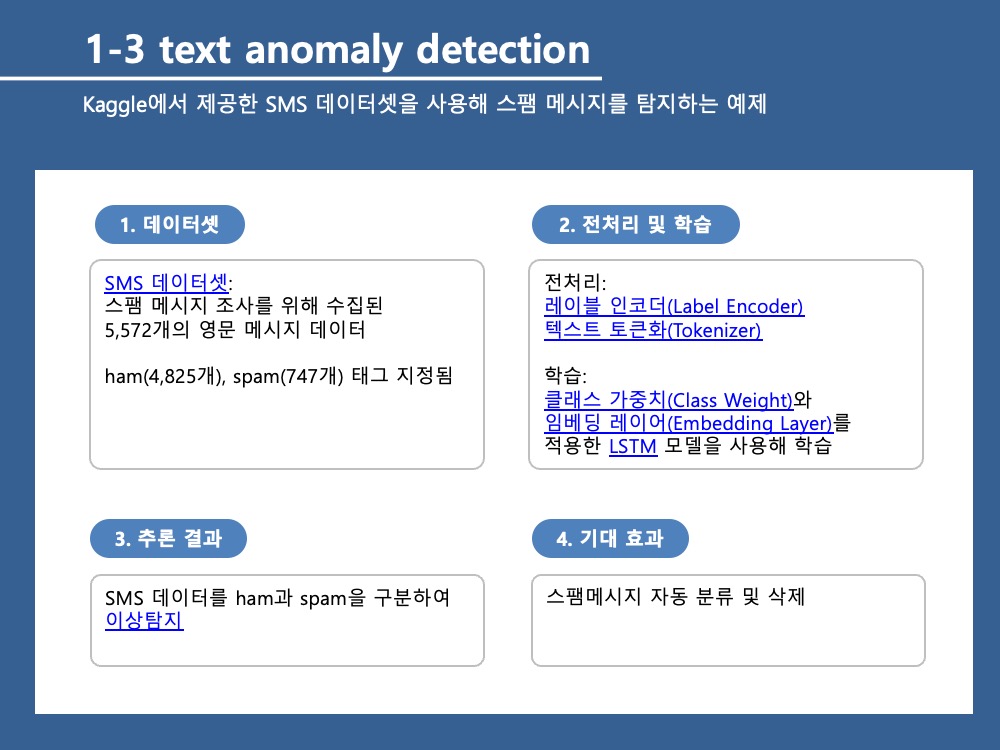 1-3 text anomaly detection
Kaggle에서 제공한 SMS 데이터셋을 사용해 스팸 메시지를 탐지하는 예제
1. 데이터셋
SMS 데이터셋:
스팸 메시지 조사를 위해 수집된
5,572개의 영문 메시지 데이터
ham(4,825개), spam(747개) 태그 지정됨
2. 전처리 및 학습
전처리:
레이블 인코더(Label Encoder)
텍스트 토큰화(Tokenizer)
학습:
클래스 가중치(Class Weight)와
임베딩 레이어(Embedding Layer)를
적용한 LSTM 모델을 사용해 학습
3. 추론 결과
SMS 데이터를 ham과 spam을 구분하여
이상탐지
4. 기대 효과
스팸메시지 자동 분류 및 삭제